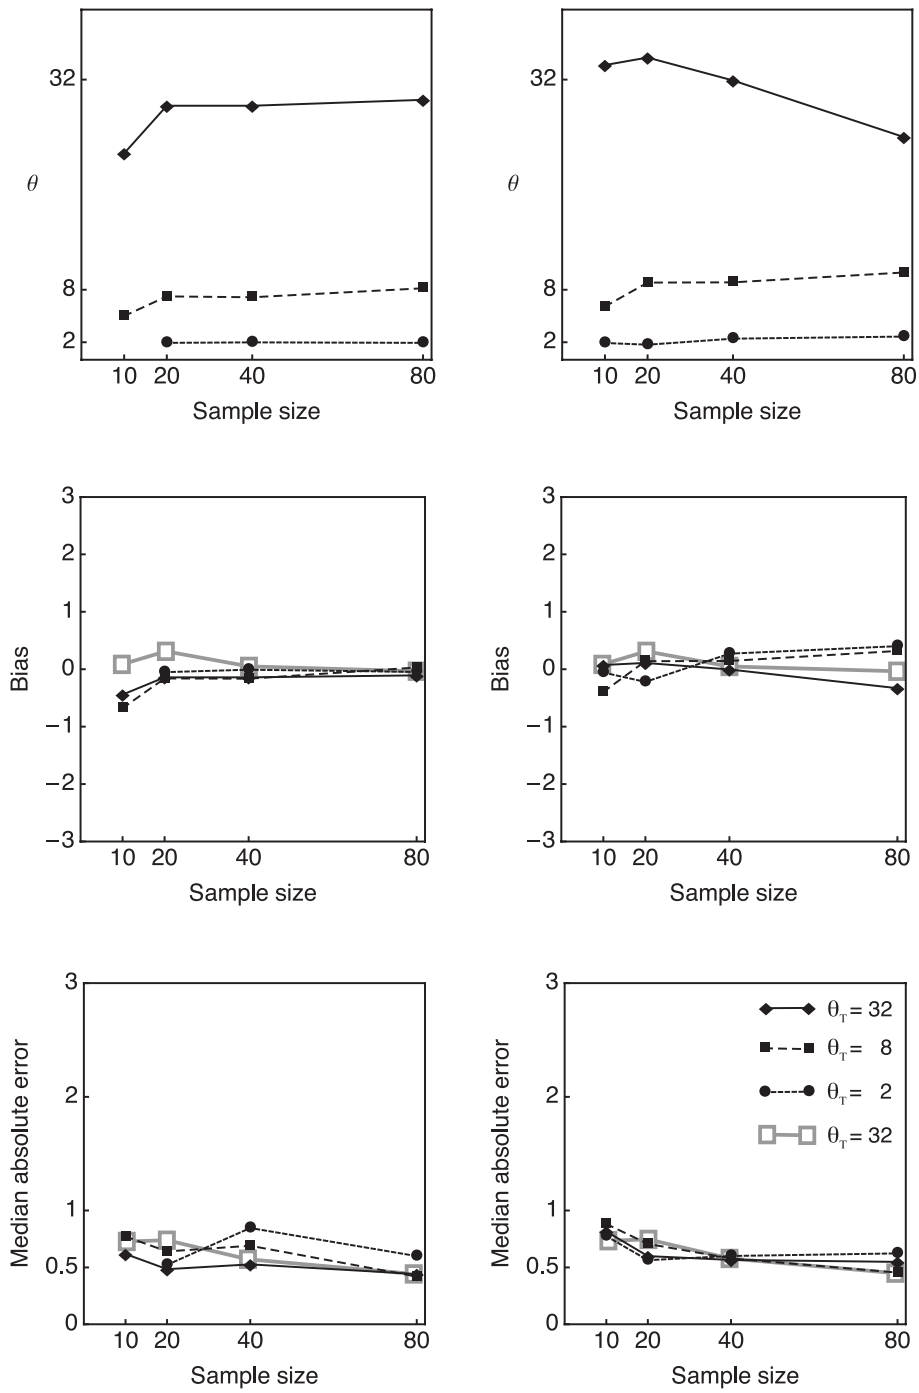 32
θ
8
2
10 20 40 80
Sample size
32
θ
8
2
10 20 40 80
Sample size
3
2
1
0
−1
−2
−3
Bias
10 20 40 80
Sample size
3
2
1
0
−1
−2
−3
Bias
10 20 40 80
Sample size
3
2
1
0.5
0
Median absolute error
10 20 40 80
Sample size
3
2
1
0.5
0
Median absolute error
θT = 32
θT = 8
θT = 2
θT = 32
10 20 40 80
Sample size